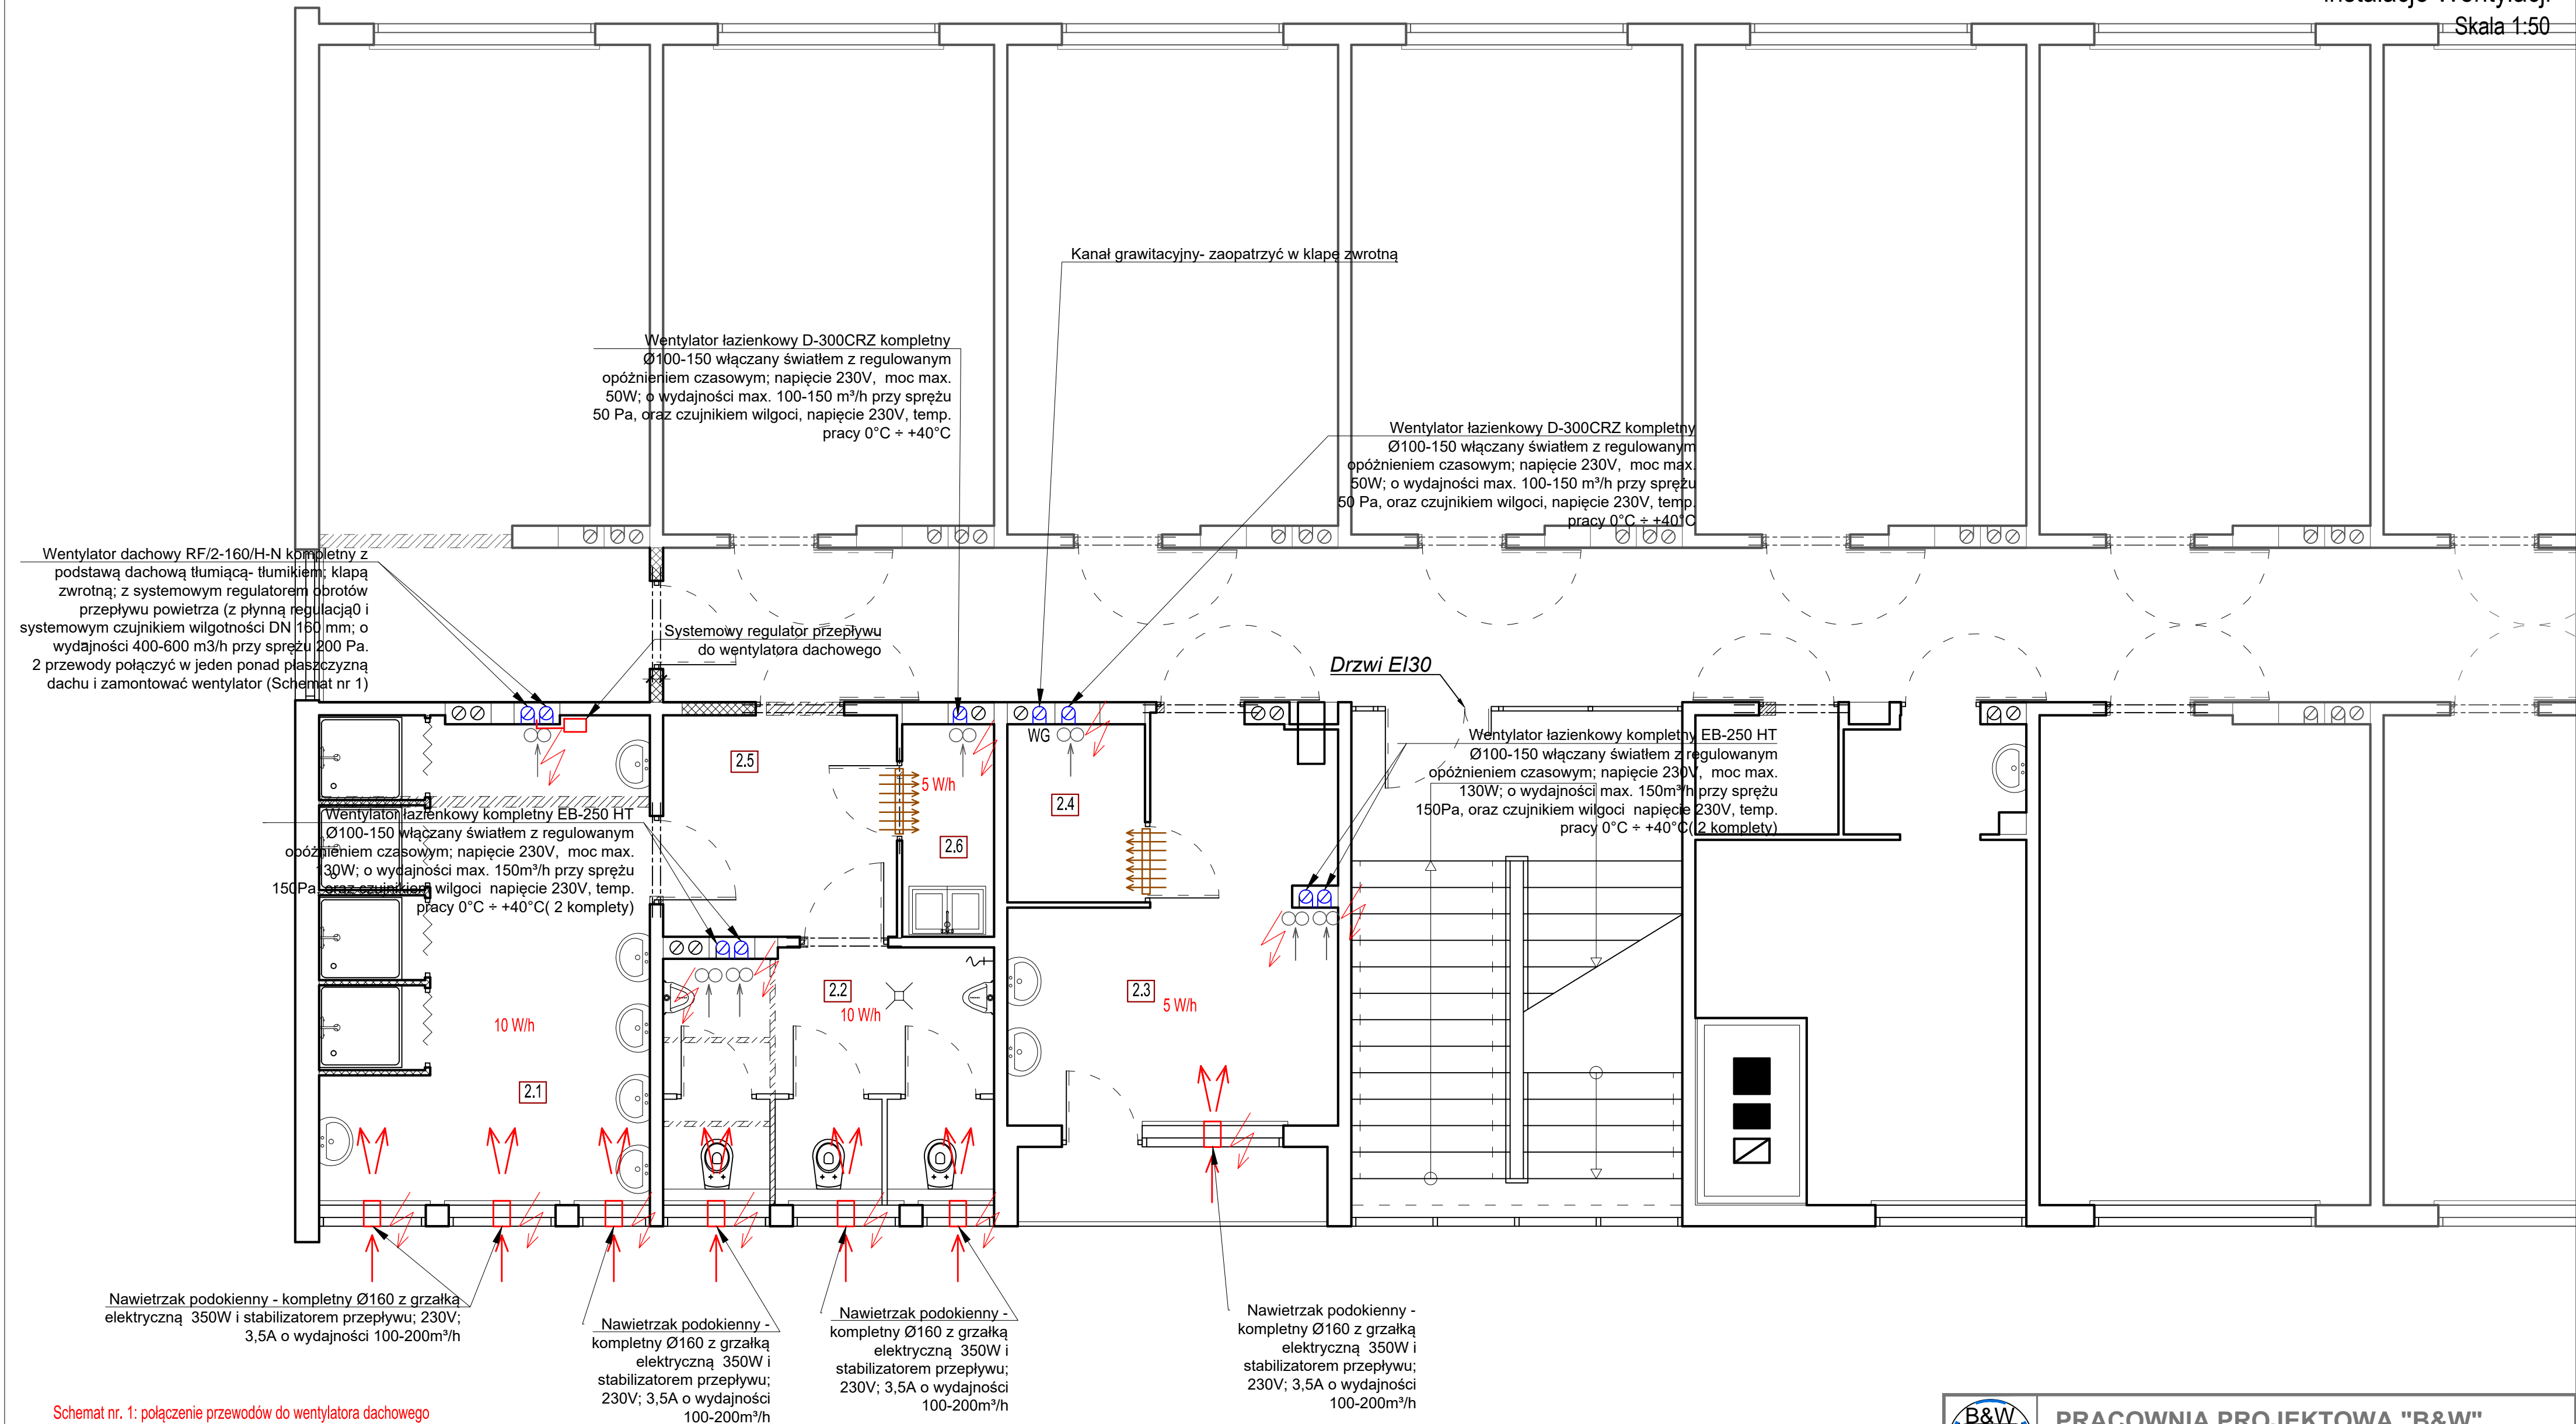 Skala 1:50
Kanał grawitacyjny- zaopatrzyć w klapę zwrotną
Wentylator łazienkowy D-300CRZ kompletny
Ø100-150 włączany światłem z regulowanym
opóżnieniem czasowym; napięcie 230V, moc max.
50W; o wydajności max. 100-150 m³/h przy sprężu
50 Pa, oraz czujnikiem wilgoci, napięcie 230V, temp.
pracy 0°C ÷ +40°C
Wentylator łazienkowy D-300CRZ kompletny
Ø100-150 włączany światłem z regulowanym
opóżnieniem czasowym; napięcie 230V, moc max.
50W; o wydajności max. 100-150 m³/h przy sprężu
50 Pa, oraz czujnikiem wilgoci, napięcie 230V, temp.
pracy 0°C ÷ +40°C
Wentylator dachowy RF/2-160/H-N kompletny z
podstawą dachową tłumiącą- tłumikiem; klapą
zwrotną; z systemowym regulatorem obrotów
przepływu powietrza (z płynną regulacją0 i
systemowym czujnikiem wilgotności DN 160 mm; o
wydajności 400-600 m3/h przy sprężu 200 Pa.
2 przewody połączyć w jeden ponad płaszczyzną
dachu i zamontować wentylator (Schemat nr 1)
Systemowy regulator przepływu
do wentylatora dachowego
Drzwi EI30
WG
Wentylator łazienkowy kompletny EB-250 HT
Ø100-150 włączany światłem z regulowanym
opóżnieniem czasowym; napięcie 230V, moc max.
130W; o wydajności max. 150m³/h przy sprężu
150Pa, oraz czujnikiem wilgoci napięcie 230V, temp.
pracy 0°C ÷ +40°C( 2 komplety)
2.5
5 W/h
2.4
2.6
Wentylator łazienkowy kompletny EB-250 HT
Ø100-150 włączany światłem z regulowanym
opóżnieniem czasowym; napięcie 230V, moc max.
130W; o wydajności max. 150m³/h przy sprężu
150Pa, oraz czujnikiem wilgoci napięcie 230V, temp.
pracy 0°C ÷ +40°C( 2 komplety)
2.2
10 W/h
2.3
5 W/h
10 W/h
2.1
Nawietrzak podokienny - kompletny Ø160 z grzałką
elektryczną 350W i stabilizatorem przepływu; 230V;
3,5A o wydajności 100-200m³/h
Nawietrzak podokienny -
kompletny Ø160 z grzałką
elektryczną 350W i
stabilizatorem przepływu;
230V; 3,5A o wydajności
100-200m³/h
Nawietrzak podokienny -
kompletny Ø160 z grzałką
elektryczną 350W i
stabilizatorem przepływu;
230V; 3,5A o wydajności
100-200m³/h
Nawietrzak podokienny -
kompletny Ø160 z grzałką
elektryczną 350W i
stabilizatorem przepływu;
230V; 3,5A o wydajności
100-200m³/h
Schemat nr. 1: połączenie przewodów do wentylatora dachowego
B&W
PRACOWNIA PROJEKTOWA "B&W"